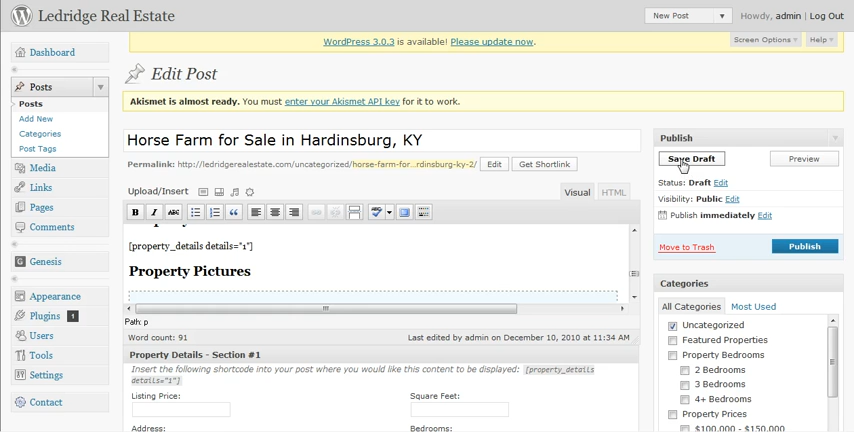 Ledridge Real Estate
New Post
Howdy, admin | Log Out
WordPress 3.0.3 is available! Please update now.
Screen Options
Help
Dashboard
Posts
Posts
Add New
Categories
Post Tags
Media
Links
Pages
Comments
Genesis
Appearance
Plugins 1
Users
Tools
Settings
Contact
Edit Post
Akismet is almost ready. You must enter your Akismet API key for it to work.
Horse Farm for Sale in Hardinsburg, KY
Permalink: http://ledridgerealestate.com/uncategorized/horse-farm-for...rdinsburg-ky-2/ Edit Get Shortlink
Upload/Insert
Visual HTML
B I ABC
ABC
[property_details details="1"]
Property Pictures
Path: p
Word count: 91
Last edited by admin on December 10, 2010 at 11:34 AM
Property Details - Section #1
Insert the following shortcode into your post where you would like this content to be displayed: [property_details
details="1"]
Listing Price:
Square Feet:
Address:
Bedrooms:
Publish
Save Draft
Preview
Status: Draft Edit
Visibility: Public Edit
Publish immediately Edit
Move to Trash
Publish
Categories
All Categories Most Used
Uncategorized
Featured Properties
Property Bedrooms
2 Bedrooms
3 Bedrooms
4+ Bedrooms
Property Prices
$100,000 - $150,000